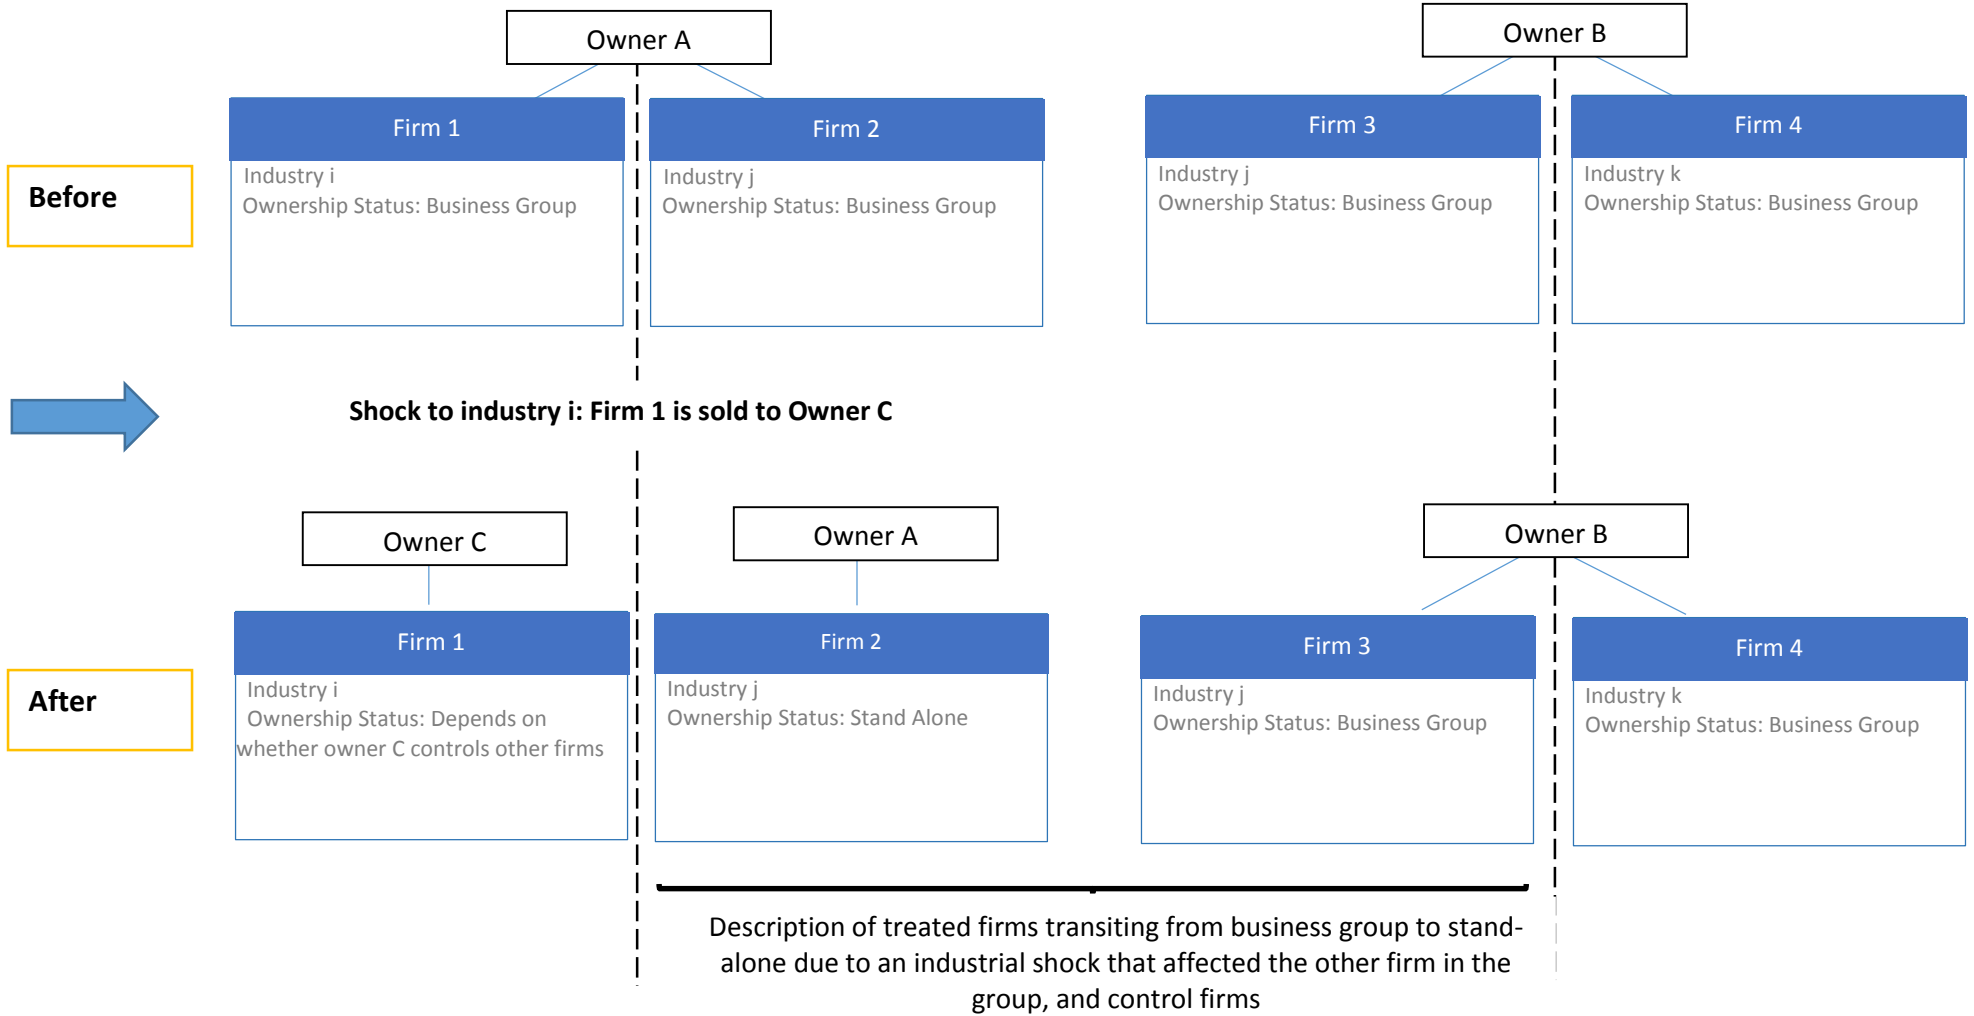 Owner A
Owner B
Firm 1
Firm 2
Firm 3
Firm 4
Before
Industry i
Ownership Status: Business Group
Industry j
Ownership Status: Business Group
Industry j
Ownership Status: Business Group
Industry k
Ownership Status: Business Group
Shock to industry i: Firm 1 is sold to Owner C
Owner C
Owner A
Owner B
Firm 1
Firm 2
Firm 3
Firm 4
After
Industry i
Ownership Status: Depends on
whether owner C controls other firms
Industry j
Ownership Status: Stand Alone
Industry j
Ownership Status: Business Group
Industry k
Ownership Status: Business Group
Description of treated firms transiting from business group to stand-
alone due to an industrial shock that affected the other firm in the
group, and control firms